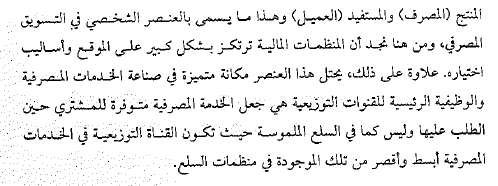 المنتج (المصرف) والمستفيد (العميل) وهذا ما يسمى بالعنصر الشخصي في التسويق
المصرفي، ومن هنا نجد أن المنظمات المالية ترتكز بشكل كبير على الموقع وأساليب
اختياره. علاوة على ذلك، يحتل هذا العنصر مكانة متميزة في صناعة الخدمات المصرفية
والوظيفية الرئيسية للقنوات التوزيعية هي جعل الخدمة المصرفية متوفرة للمشتري حين
الطلب عليها وليس كما في السلع الملموسة حيث تكون القناة التوزيعية في الخدمات
المصرفية أبسط وأقصر من تلك الموجودة في منظمات السلع.